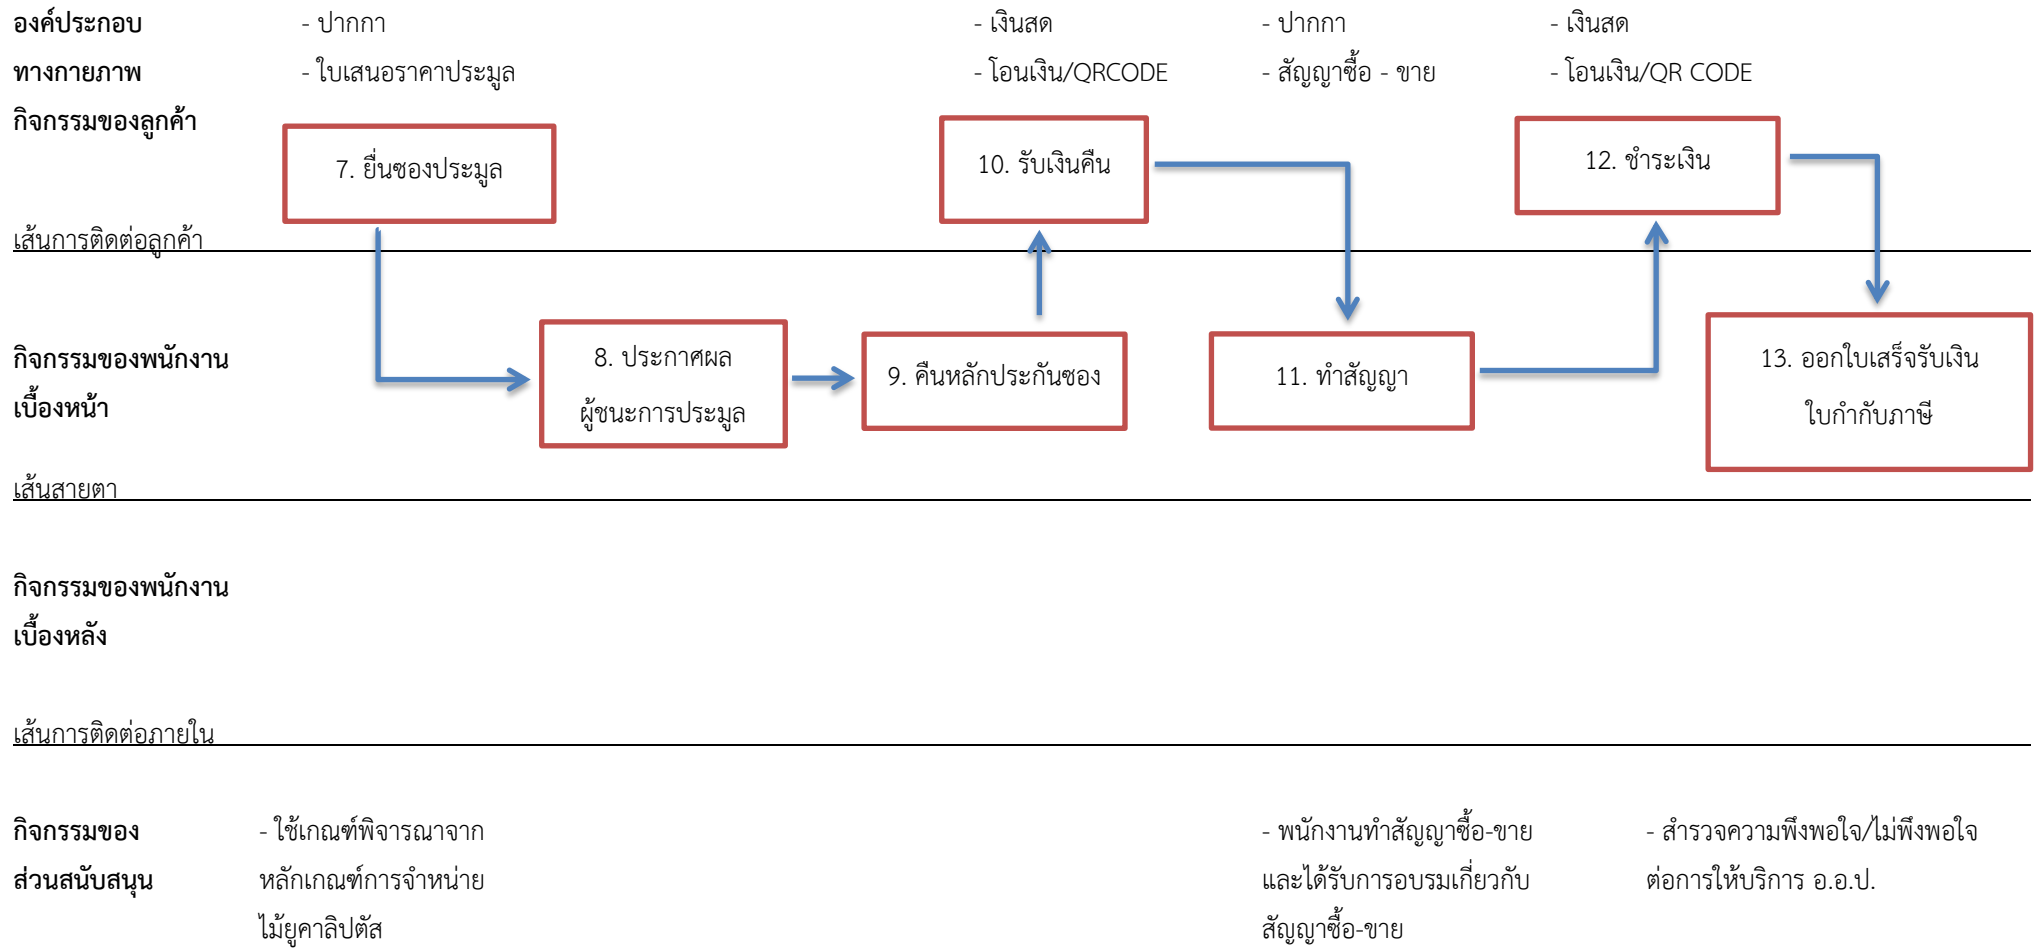 องค์ประกอบ
ทางกายภาพ
- ปากกา
- ใบเสนอราคาประมูล
- เงินสด
- โอนเงิน/QRCODE
- ปากกา
- สัญญาซื้อ - ขาย
- เงินสด
- โอนเงิน/QR CODE
กิจกรรมของลูกค้า
7. ยื่นซองประมูล
10. รับเงินคืน
12. ชำระเงิน
เส้นการติดต่อลูกค้า
กิจกรรมของพนักงาน
เบื้องหน้า
8. ประกาศผล
ผู้ชนะการประมูล
9. คืนหลักประกันซอง
11. ทำสัญญา
13. ออกใบเสร็จรับเงิน
ใบกำกับภาษี
เส้นสายตา
กิจกรรมของพนักงาน
เบื้องหลัง
เส้นการติดต่อภายใน
กิจกรรมของ
ส่วนสนับสนุน
- ใช้เกณฑ์พิจารณาจาก
หลักเกณฑ์การจำหน่าย
ไม้ยูคาลิปตัส
- พนักงานทำสัญญาซื้อ-ขาย
และได้รับการอบรมเกี่ยวกับ
สัญญาซื้อ-ขาย
- สำรวจความพึงพอใจ/ไม่พึงพอใจ
ต่อการให้บริการ อ.อ.ป.